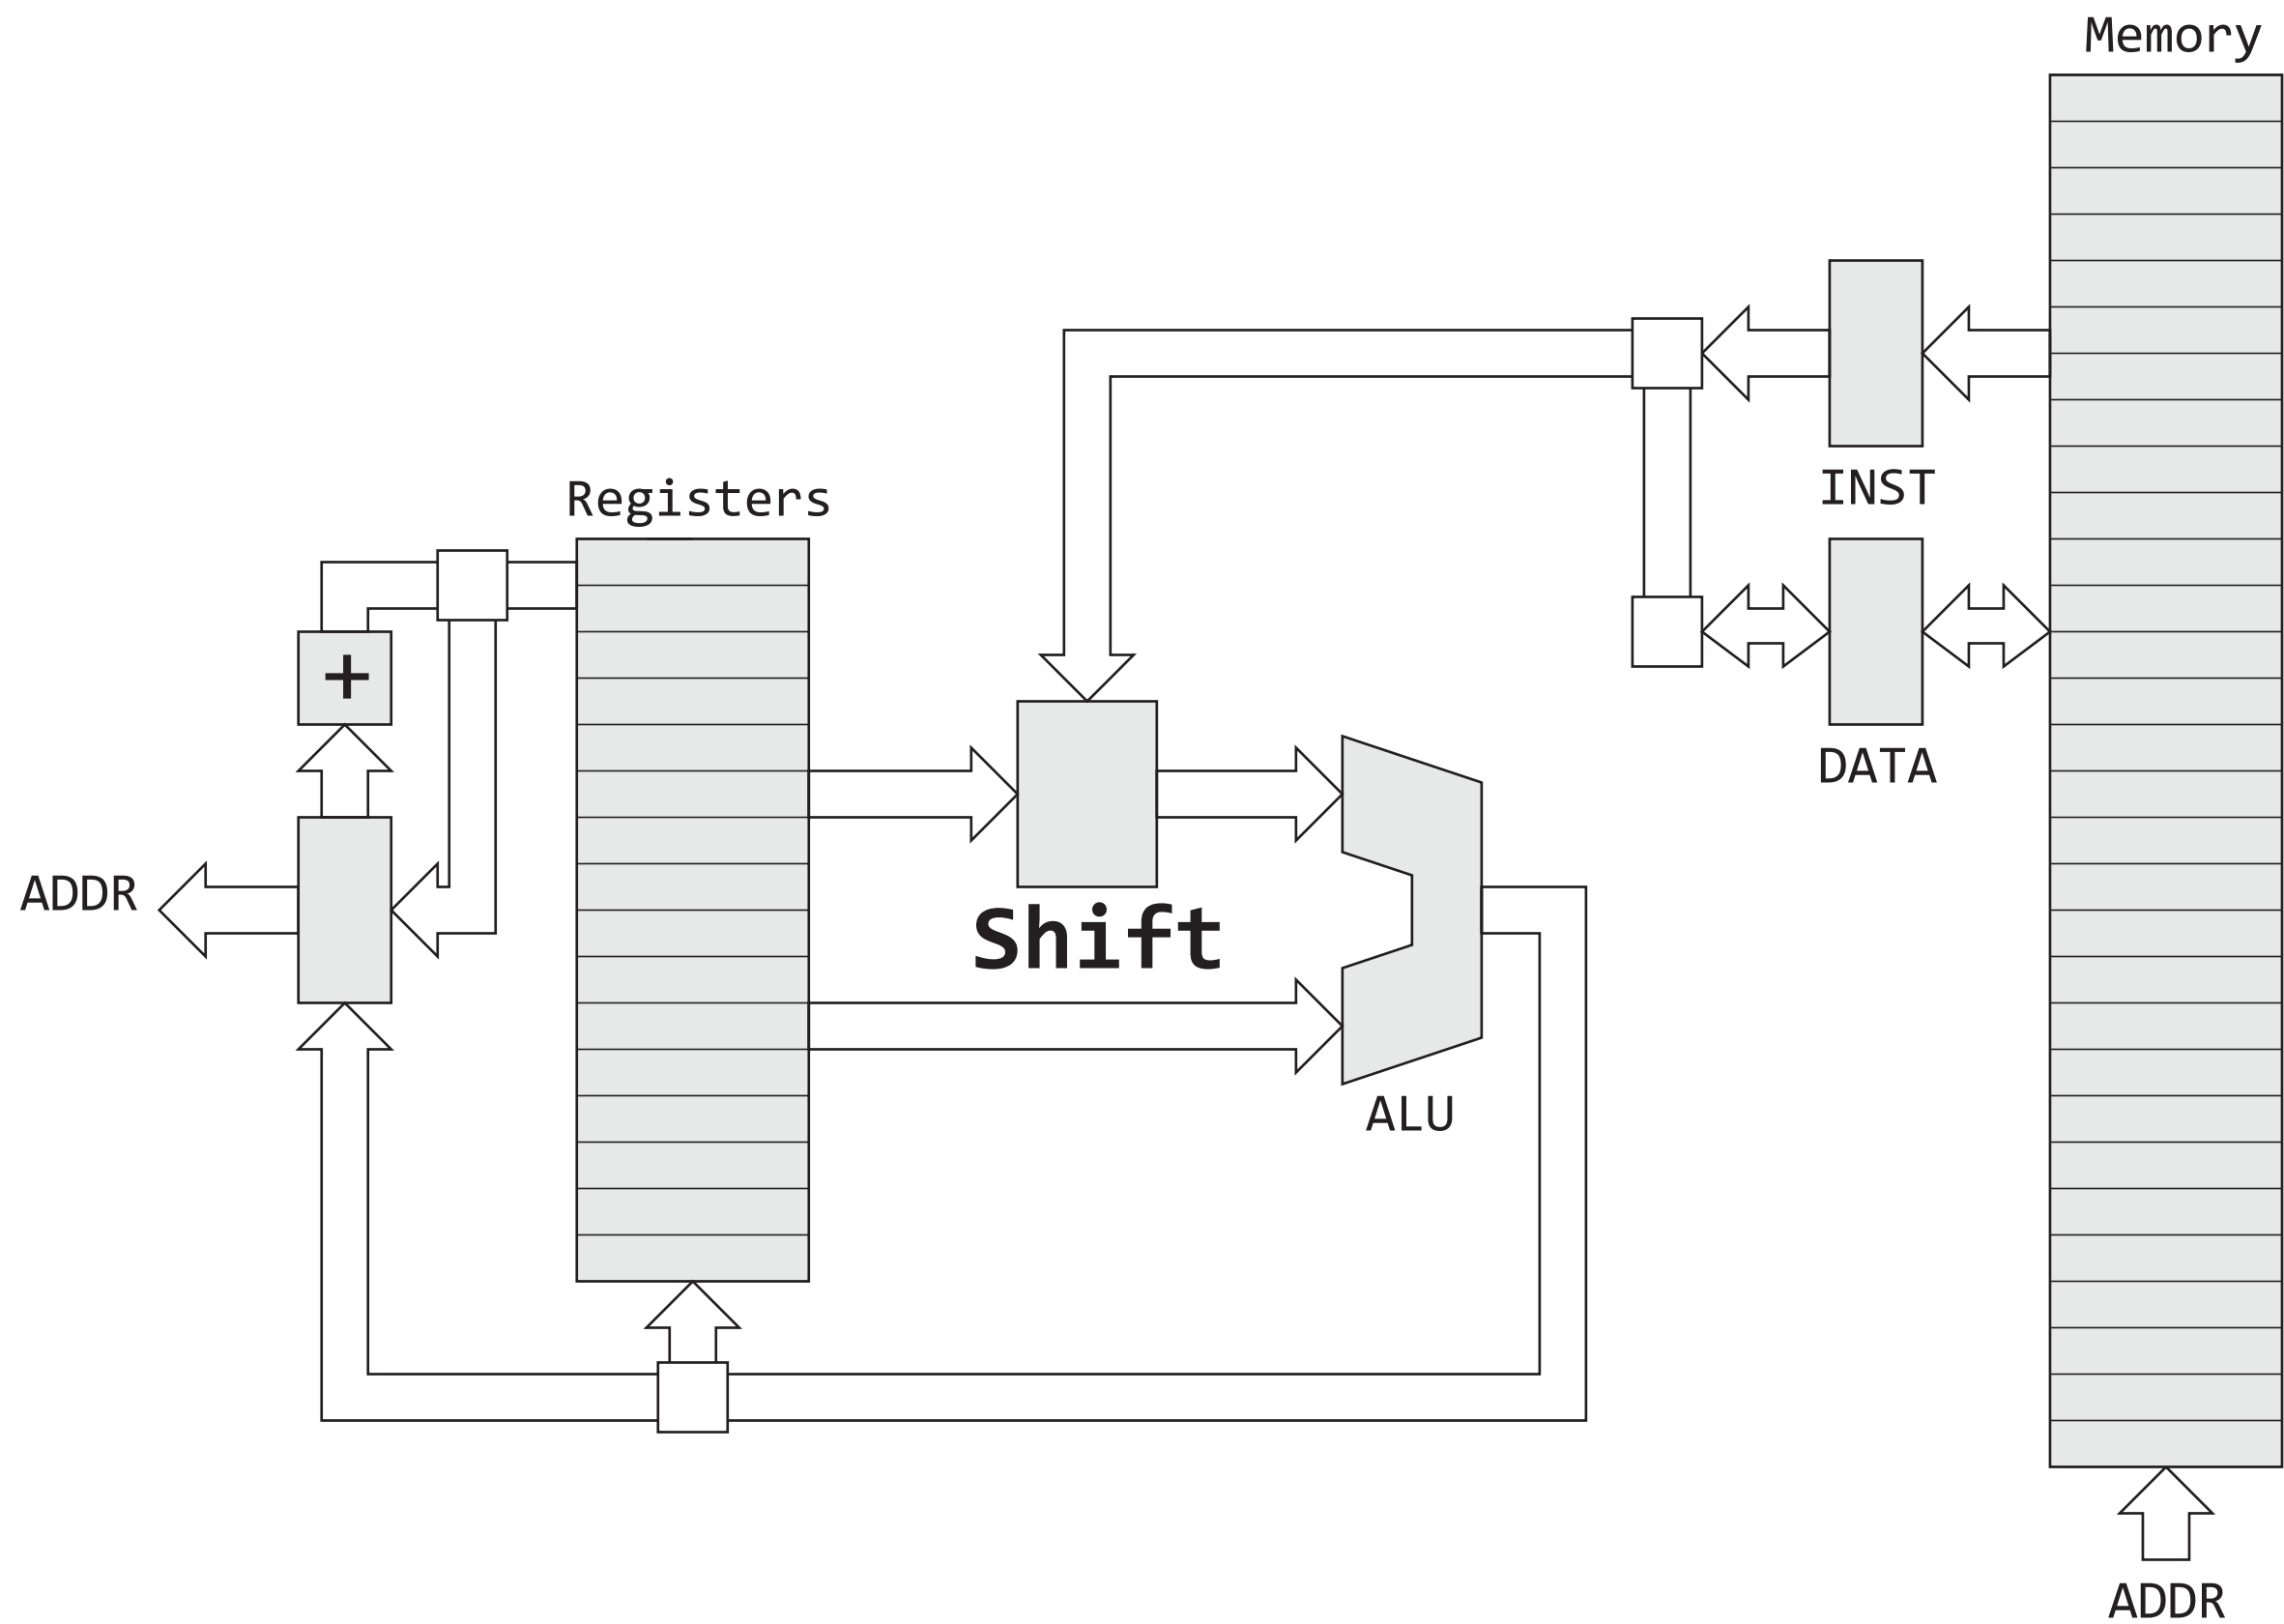 Memory
INST
Registers
+
DATA
ADDR
Shift
ALU
ADDR